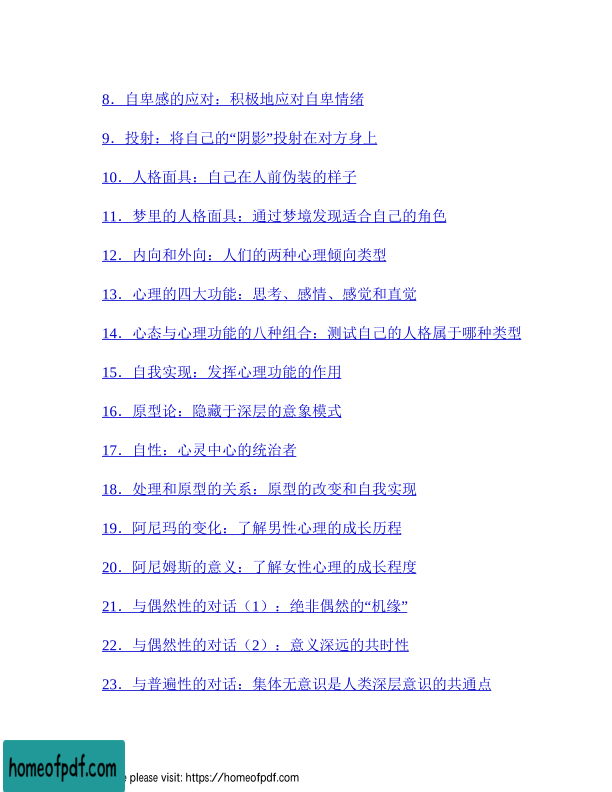 8．自卑感的应对：积极地应对自卑情绪
9．投射：将自己的“阴影”投射在对方身上
10．人格面具：自己在人前伪装的样子
11．梦里的人格面具：通过梦境发现适合自己的角色
12．内向和外向：人们的两种心理倾向类型
13．心理的四大功能：思考、感情、感觉和直觉
14．心态与心理功能的八种组合：测试自己的人格属于哪种类型
15．自我实现：发挥心理功能的作用
16．原型论：隐藏于深层的意象模式
17．自性：心灵中心的统治者
18．处理和原型的关系：原型的改变和自我实现
19．阿尼玛的变化：了解男性心理的成长历程
20．阿尼姆斯的意义：了解女性心理的成长程度
21．与偶然性的对话（1）：绝非偶然的“机缘”
22．与偶然性的对话（2）：意义深远的共时性
23．与普遍性的对话：集体无意识是人类深层意识的共通点
homeofpdf.com
please visit: https://homeofpdf.com